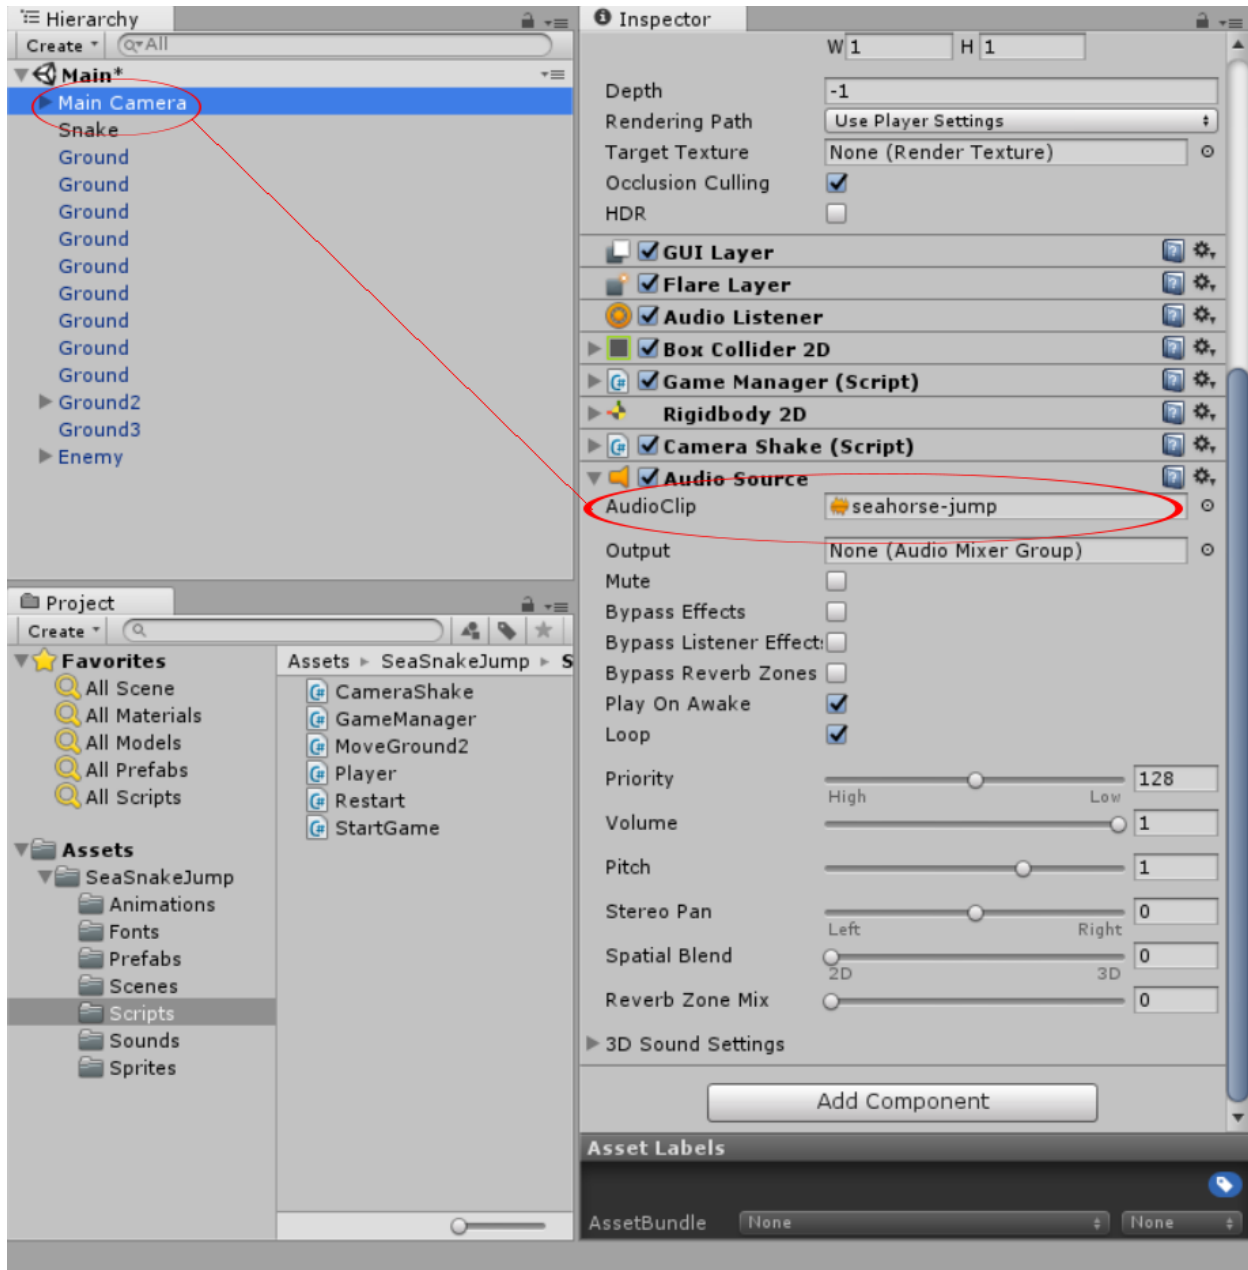 Hierarchy
Create
All
Main*
Main Camera
Snake
Ground
Ground
Ground
Ground
Ground
Ground
Ground
Ground
Ground
Ground2
Ground3
Enemy
Project
Create
Favorites
All Scene
All Materials
All Models
All Prefabs
All Scripts
Assets
SeaSnakeJump
Animations
Fonts
Prefabs
Scenes
Scripts
Sounds
Sprites
Assets SeaSnakeJump S
CameraShake
GameManager
MoveGround2
Player
Restart
StartGame
Inspector
W 1 H 1
Depth -1
Rendering Path Use Player Settings
Target Texture None (Render Texture)
Occlusion Culling
HDR
GUI Layer
Flare Layer
Audio Listener
Box Collider 2D
Game Manager (Script)
Rigidbody 2D
Camera Shake (Script)
Audio Source
AudioClip seahorse-jump
Output None (Audio Mixer Group)
Mute
Bypass Effects
Bypass Listener Effect
Bypass Reverb Zones
Play On Awake
Loop
Priority 128
High Low
Volume 1
Pitch 1
Stereo Pan 0
Left Right
Spatial Blend 0
2D 3D
Reverb Zone Mix 0
3D Sound Settings
Add Component
Asset Labels
AssetBundle None None